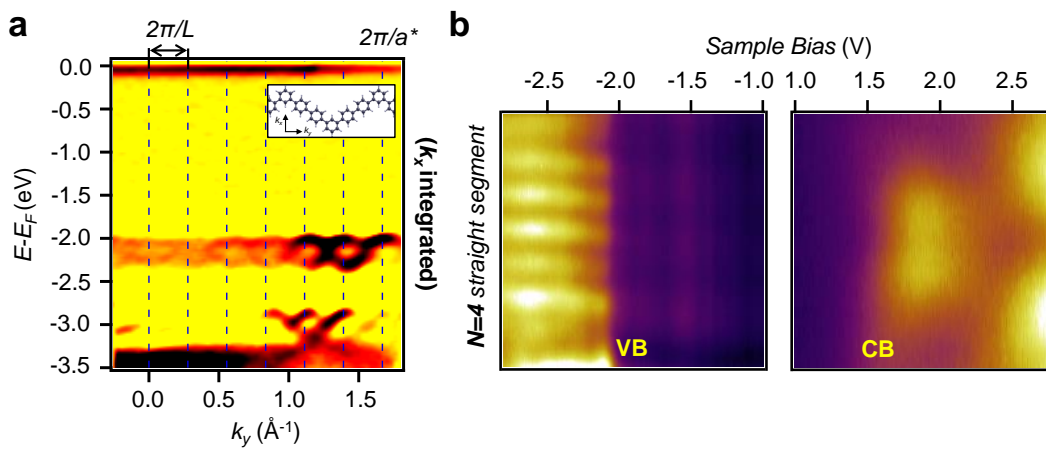 a
2π/L
2π/a*
0.0
-0.5
-1.0
-1.5
-2.0
-2.5
-3.0
-3.5
E-E_F (eV)
k_x
k_y
(k_x integrated)
0.0 0.5 1.0 1.5
k_y (Å⁻¹)
b
Sample Bias (V)
-2.5 -2.0 -1.5 -1.0 1.0 1.5 2.0 2.5
N=4 straight segment
VB
CB